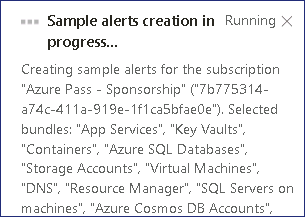 Sample alerts creation in Running
progress...
Creating sample alerts for the subscription
"Azure Pass - Sponsorship" ("7b775314-
a74c-411a-919e-1f1ca5bfae0e"). Selected
bundles: "App Services", "Key Vaults",
"Containers", "Azure SQL Databases",
"Storage Accounts", "Virtual Machines",
"DNS", "Resource Manager", "SQL Servers on
machines", "Azure Cosmos DB Accounts",